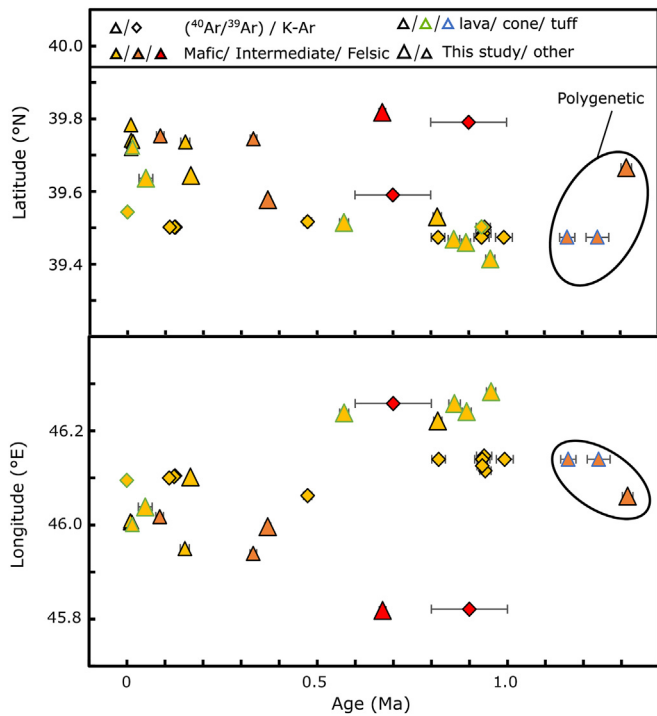 (⁴⁰Ar/³⁹Ar) / K-Ar
/ / lava/ cone/ tuff
/ / Mafic/ Intermediate/ Felsic
/ This study/ other
40.0
39.8
39.6
39.4
Latitude (°N)
Polygenetic
46.2
46.0
45.8
Longitude (°E)
0
0.5
1.0
Age (Ma)